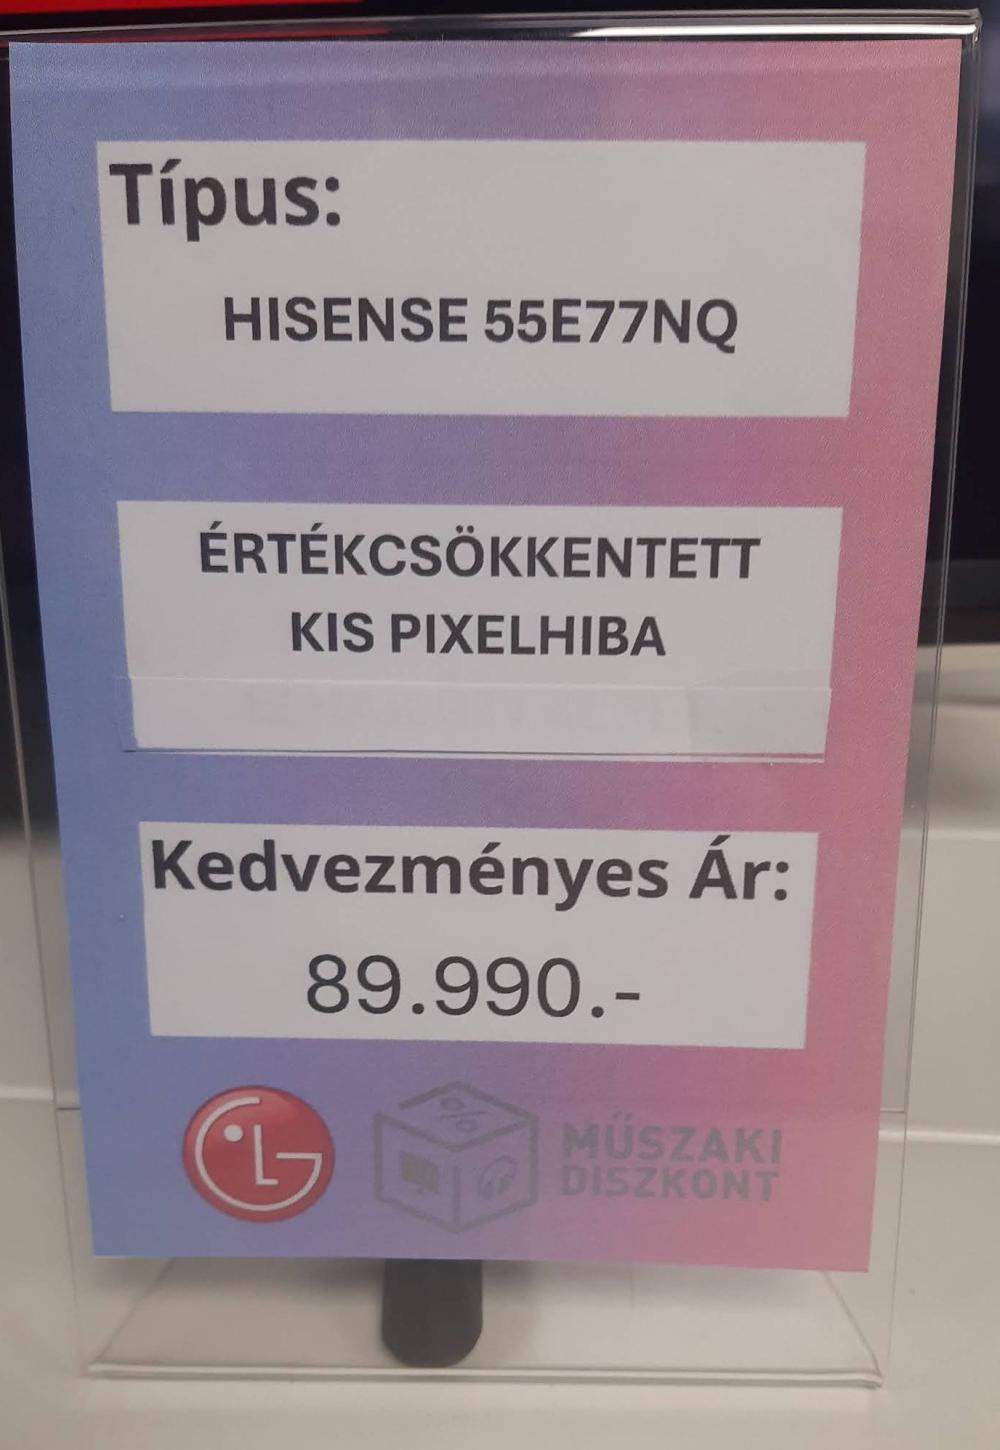 Típus:
HISENSE 55E77NQ
ÉRTÉKCSÖKKENTETT
KIS PIXELHIBA
Kedvezményes Ár:
89.990.-
LG
%
MŰSZAKI
DISZKONT